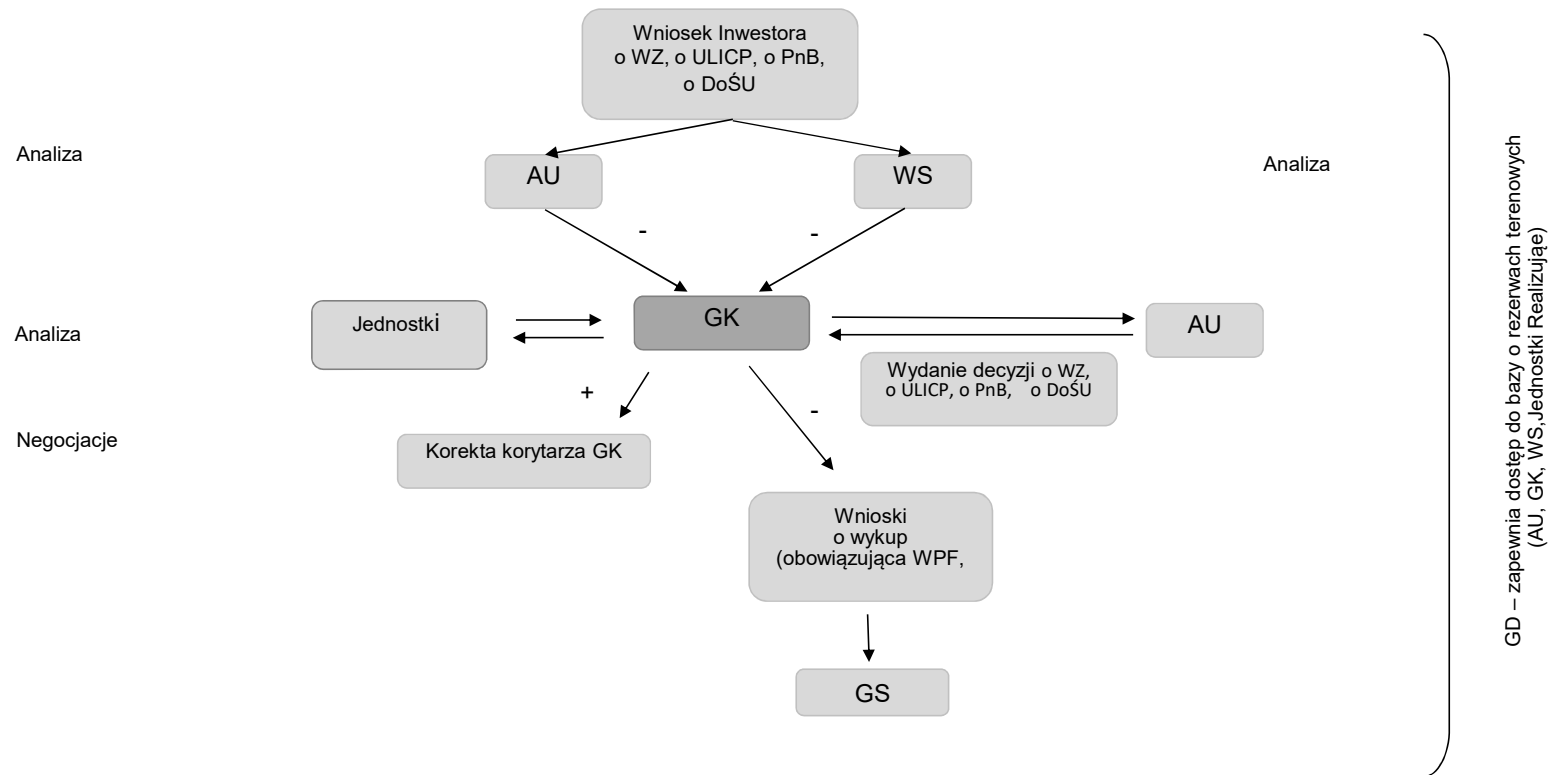 Wniosek Inwestora
o WZ, o ULICP, o PnB,
o DoŚU
Analiza
Analiza
AU
WS
-
-
Jednostki
GK
AU
Analiza
Wydanie decyzji o WZ,
o ULICP, o PnB, o DoŚU
+
-
Negocjacje
Korekta korytarza GK
Wnioski
o wykup
(obowiązująca WPF,
GS
GD – zapewnia dostęp do bazy o rezerwach terenowych
(AU, GK, WS,Jednostki Realizując)